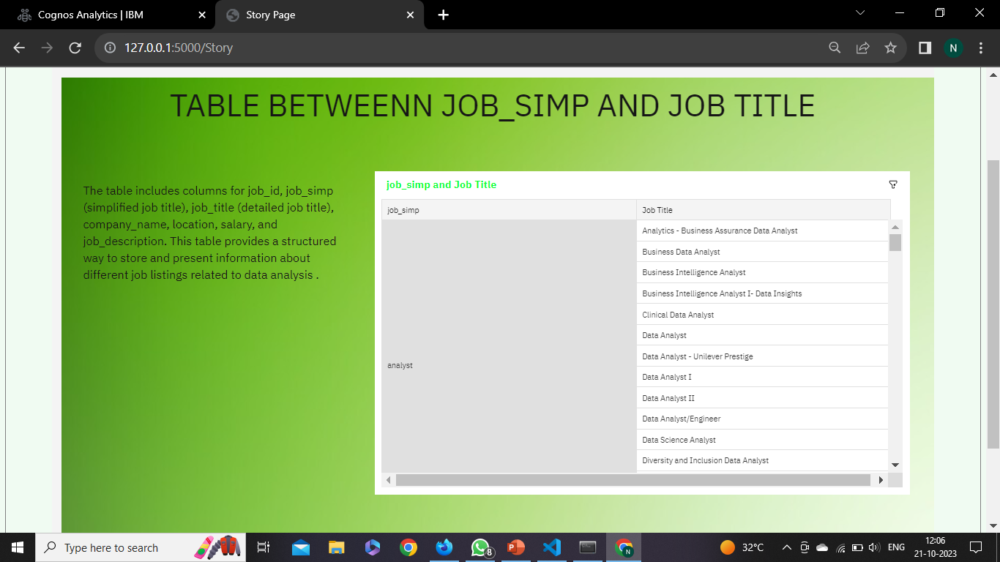 Cognos Analytics | IBM
Story Page
127.0.0.1:5000/Story
N
TABLE BETWEENN JOB_SIMP AND JOB TITLE
The table includes columns for job_id, job_simp
(simplified job title), job_title (detailed job title),
company_name, location, salary, and
job_description. This table provides a structured
way to store and present information about
different job listings related to data analysis .
job_simp and Job Title
job_simp
Job Title
analyst
Analytics - Business Assurance Data Analyst
Business Data Analyst
Business Intelligence Analyst
Business Intelligence Analyst I- Data Insights
Clinical Data Analyst
Data Analyst
Data Analyst - Unilever Prestige
Data Analyst I
Data Analyst II
Data Analyst/Engineer
Data Science Analyst
Diversity and Inclusion Data Analyst
Type here to search
8
N
32°C
ENG
12:06
21-10-2023